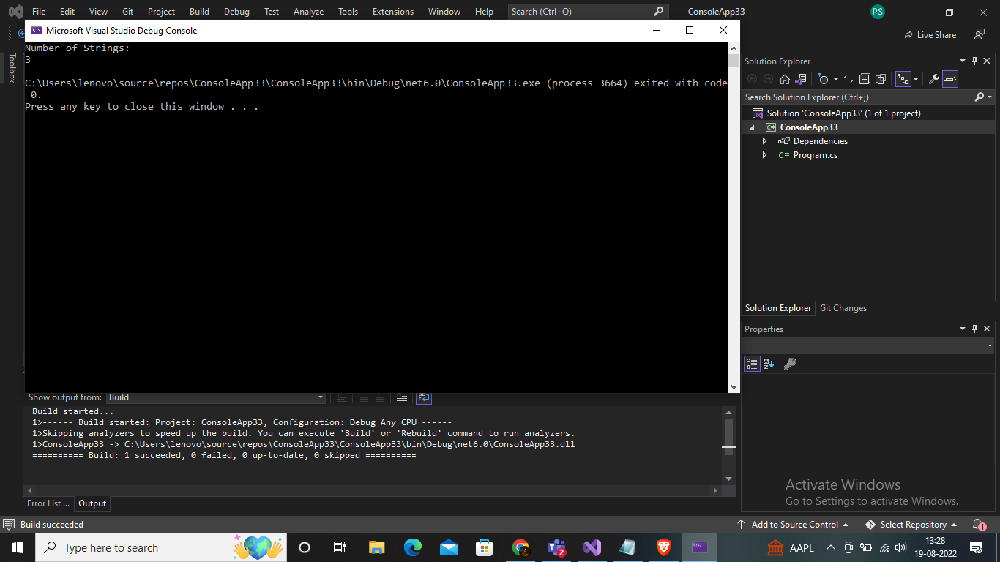 File Edit View Git Project Build Debug Test Analyze Tools Extensions Window Help Search (Ctrl+Q) ConsoleApp33 PS
Microsoft Visual Studio Debug Console
Live Share
Toolbox
Number of Strings:
3
C:\Users\lenovo\source\repos\ConsoleApp33\ConsoleApp33\bin\Debug\net6.0\ConsoleApp33.exe (process 3664) exited with code
0.
Press any key to close this window . . .
Solution Explorer
Search Solution Explorer (Ctrl+;)
Solution 'ConsoleApp33' (1 of 1 project)
C# ConsoleApp33
Dependencies
C# Program.cs
Solution Explorer Git Changes
Properties
Show output from: Build
Build started...
1>------ Build started: Project: ConsoleApp33, Configuration: Debug Any CPU ------
1>Skipping analyzers to speed up the build. You can execute 'Build' or 'Rebuild' command to run analyzers.
1>ConsoleApp33 -> C:\Users\lenovo\source\repos\ConsoleApp33\ConsoleApp33\bin\Debug\net6.0\ConsoleApp33.dll
========== Build: 1 succeeded, 0 failed, 0 up-to-date, 0 skipped ==========
Error List ... Output
Activate Windows
Go to Settings to activate Windows.
Build succeeded Add to Source Control Select Repository 1
Type here to search 2 AAPL 13:28
19-08-2022